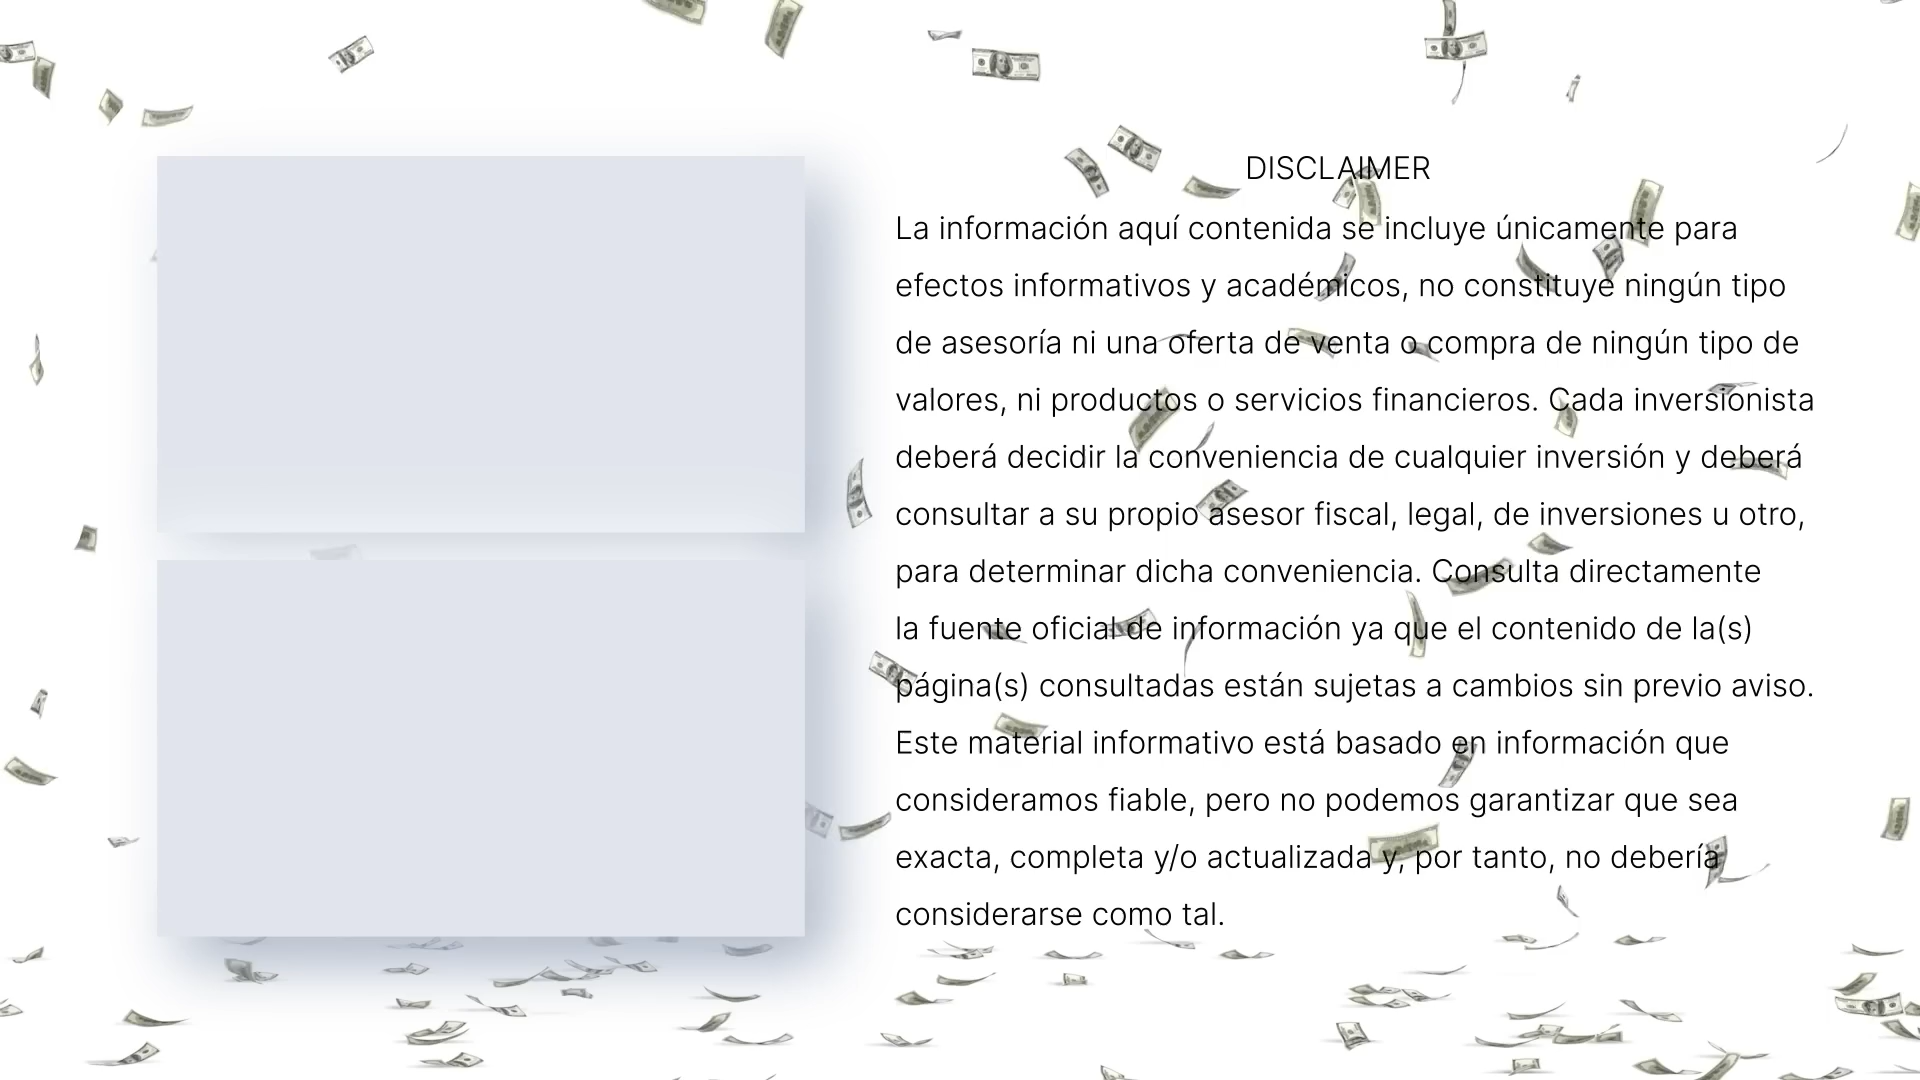 DISCLAIMER
La información aquí contenida se incluye únicamente para
efectos informativos y académicos, no constituye ningún tipo
de asesoría ni una oferta de venta o compra de ningún tipo de
valores, ni productos o servicios financieros. Cada inversionista
deberá decidir la conveniencia de cualquier inversión y deberá
consultar a su propio asesor fiscal, legal, de inversiones u otro,
para determinar dicha conveniencia. Consulta directamente
la fuente oficial de información ya que el contenido de la(s)
página(s) consultadas están sujetas a cambios sin previo aviso.
Este material informativo está basado en información que
consideramos fiable, pero no podemos garantizar que sea
exacta, completa y/o actualizada y, por tanto, no debería
considerarse como tal.